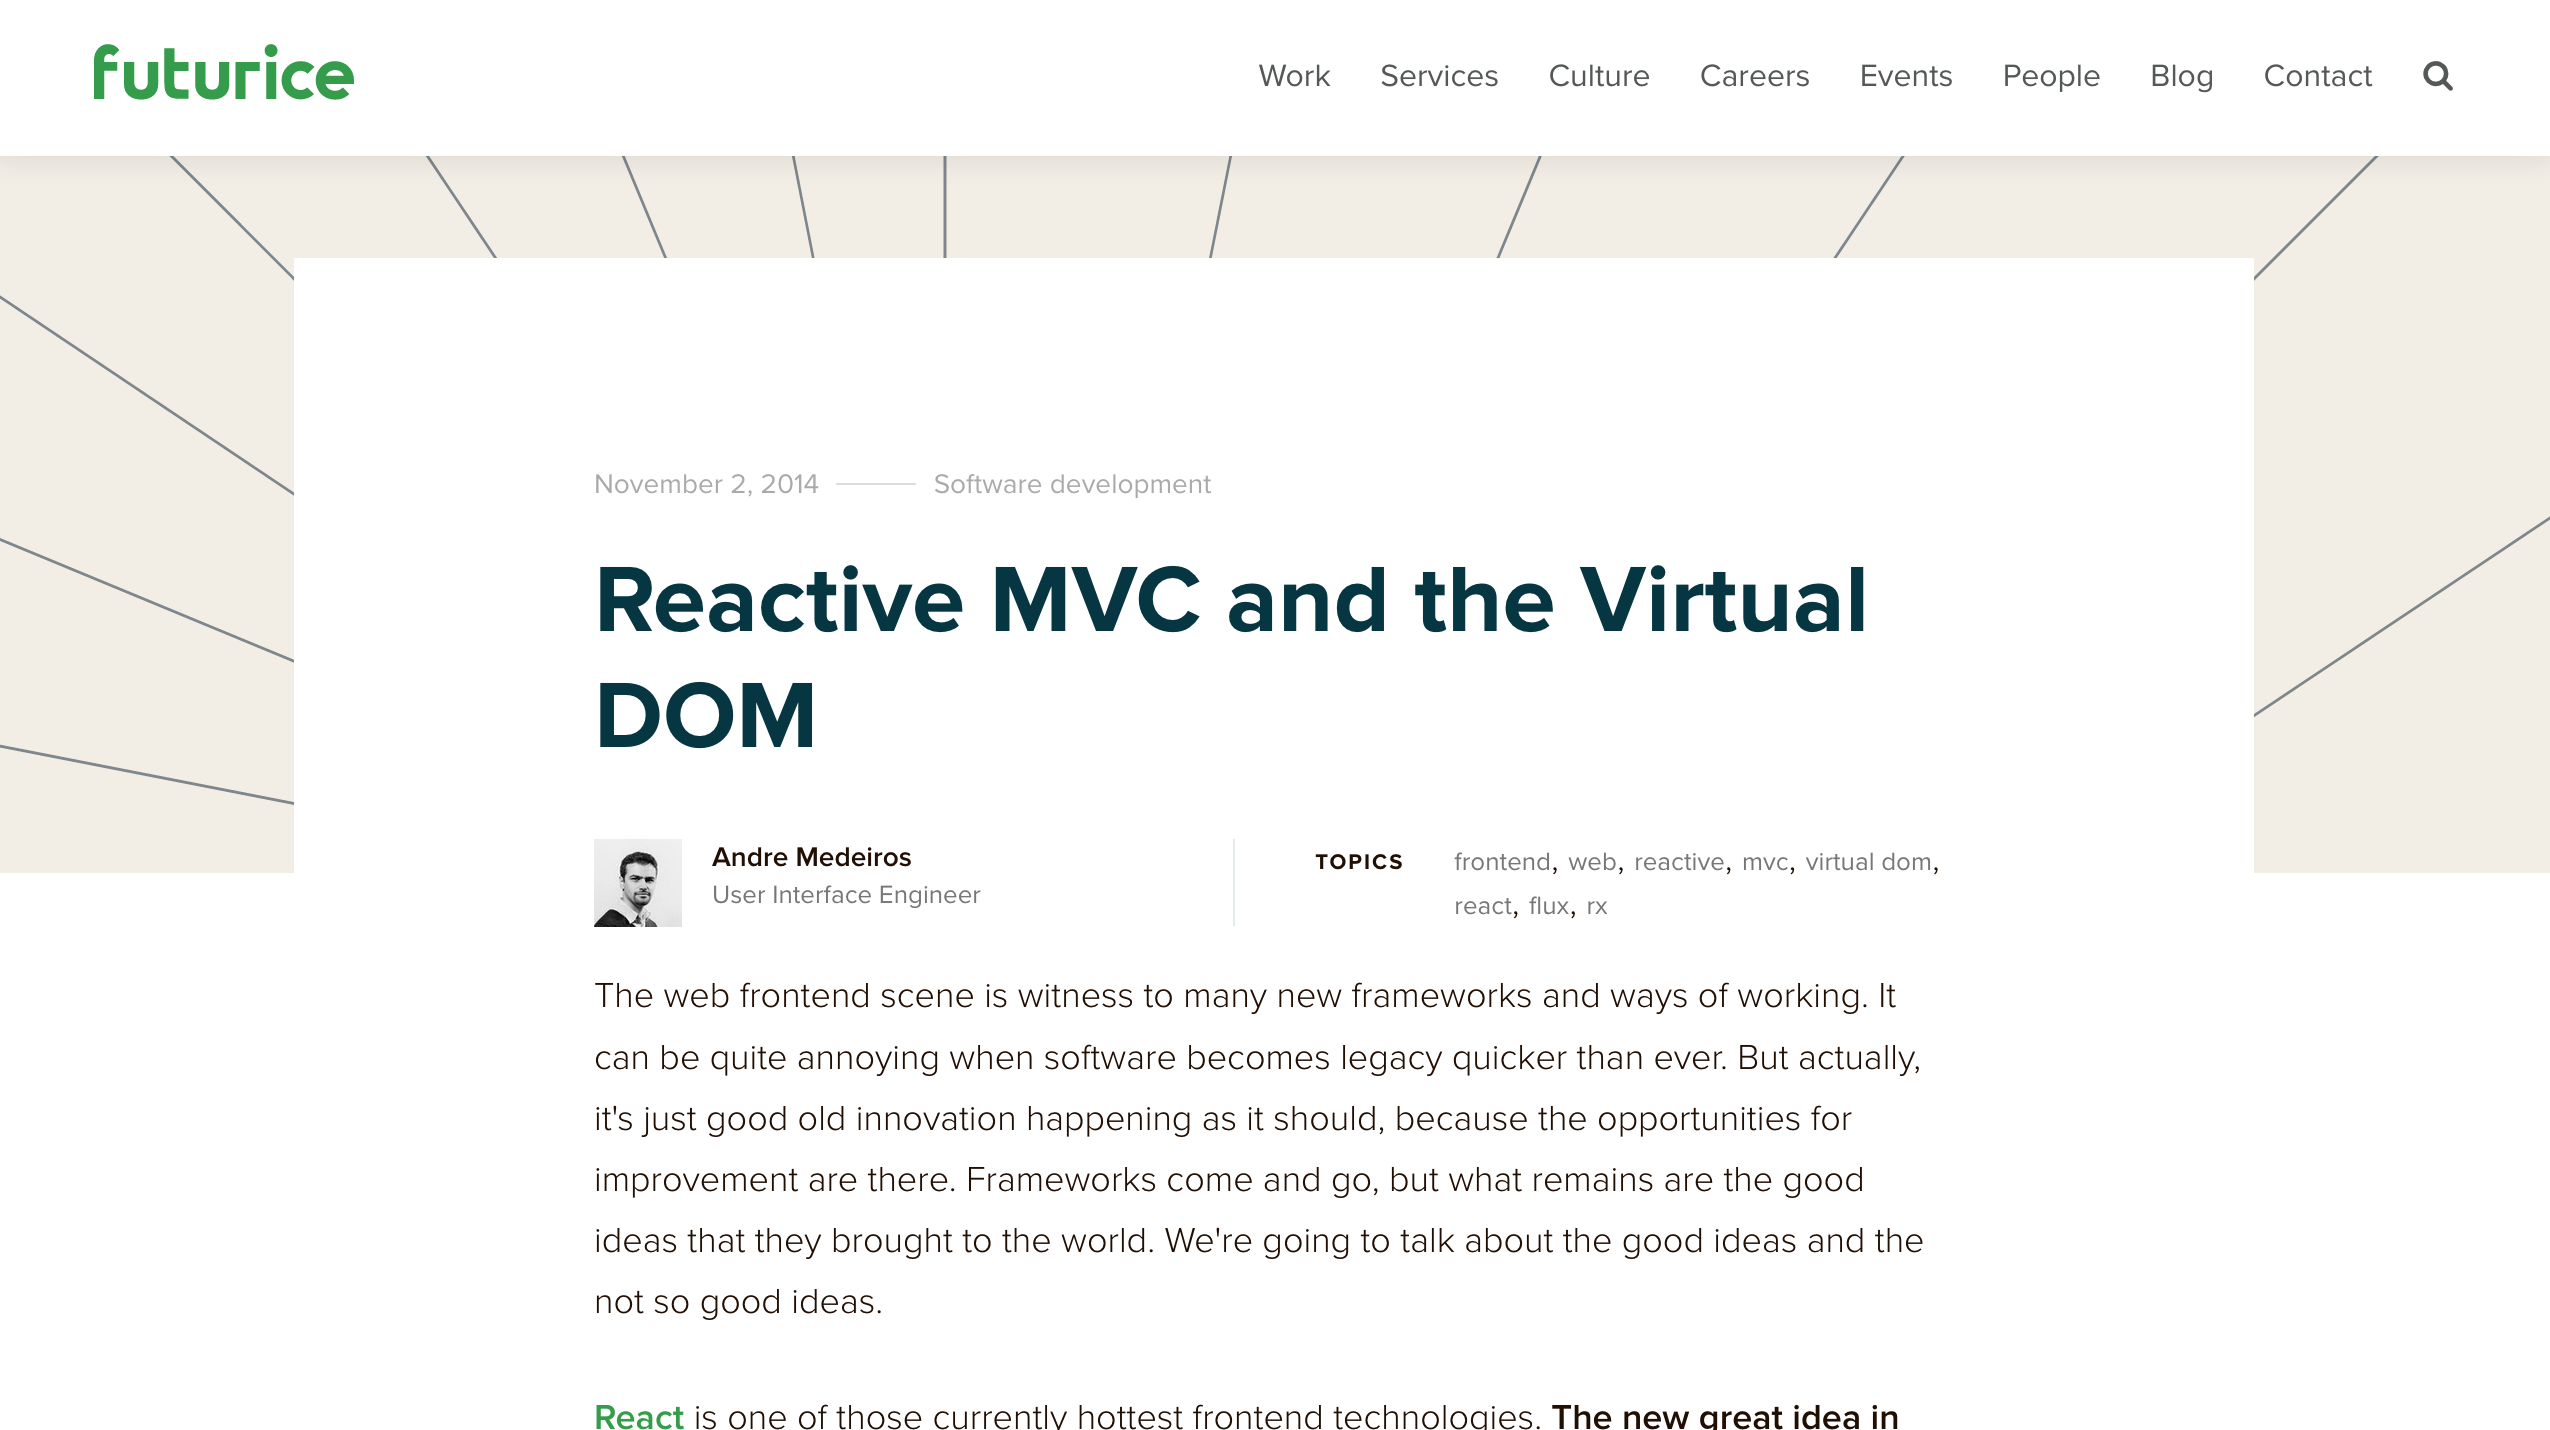 futurice
Work Services Culture Careers Events People Blog Contact
November 2, 2014 Software development
Reactive MVC and the Virtual
DOM
Andre Medeiros
User Interface Engineer
TOPICS frontend, web, reactive, mvc, virtual dom,
react, flux, rx
The web frontend scene is witness to many new frameworks and ways of working. It
can be quite annoying when software becomes legacy quicker than ever. But actually,
it's just good old innovation happening as it should, because the opportunities for
improvement are there. Frameworks come and go, but what remains are the good
ideas that they brought to the world. We're going to talk about the good ideas and the
not so good ideas.
React is one of those currently hottest frontend technologies. The new great idea in